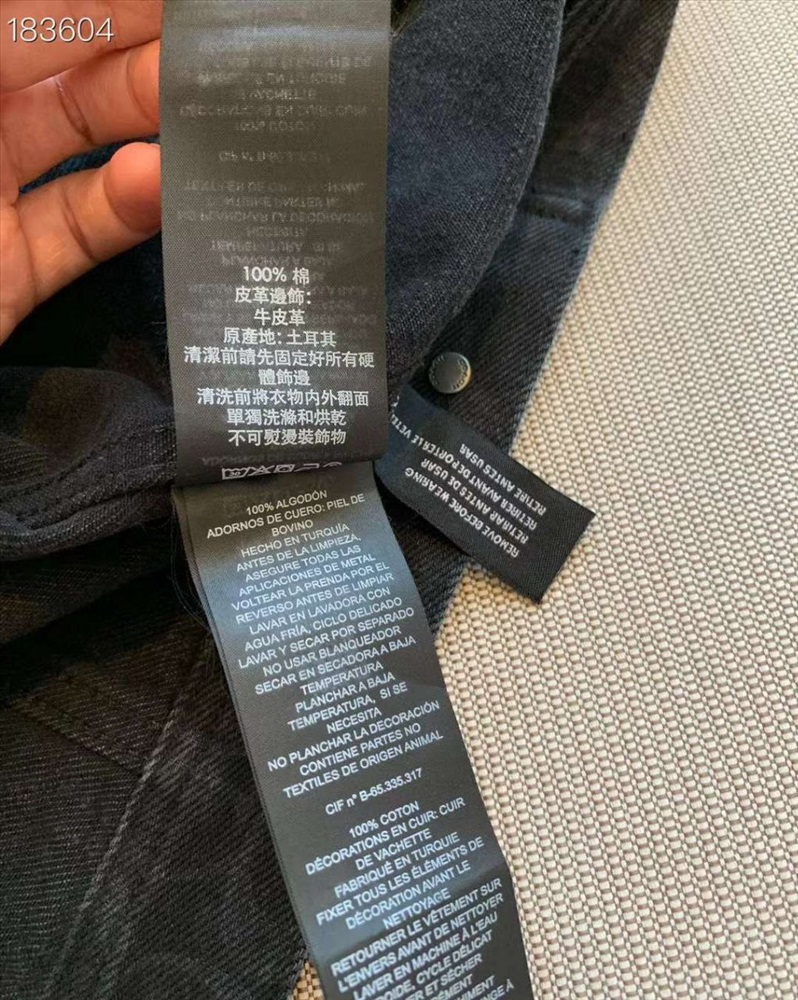 183604
100% 棉
皮革邊飾:
牛皮革
原產地: 土耳其
清潔前請先固定好所有硬
體飾邊
清洗前將衣物内外翻面
單獨洗滌和烘乾
不可熨燙裝飾物
100% ALGODÓN
ADORNOS DE CUERO: PIEL DE
BOVINO
HECHO EN TURQUÍA
ANTES DE LA LIMPIEZA.
ASEGURE TODAS LAS
APLICACIONES DE METAL
VOLTEAR LA PRENDA POR EL
REVERSO ANTES DE LIMPIAR
LAVAR EN LAVADORA CON
AGUA FRÍA, CICLO DELICADO
LAVAR Y SECAR POR SEPARADO
NO USAR BLANQUEADOR
SECAR EN SECADORA A BAJA
TEMPERATURA
PLANCHAR A BAJA
TEMPERATURA, SI SE
NECESITA
NO PLANCHAR LA DECORACIÓN
CONTIENE PARTES NO
TEXTILES DE ORIGEN ANIMAL
CIF nº B-65.335.317
100% COTON
DÉCORATIONS EN CUIR: CUIR
DE VACHETTE
FABRIQUÉ EN TURQUIE
FIXER TOUS LES ÉLÉMENTS DE
DÉCORATION AVANT LE
NETTOYAGE
RETOURNER LE VÊTEMENT SUR
L'ENVERS AVANT DE NETTOYER
LAVER EN MACHINE À L'EAU
FROIDE, CYCLE DÉLICAT
LAVER ET SÉCHER
REMOVE BEFORE WEARING
RETIRAR ANTES DE USAR
RETIRER AVANT DE PORTER LE VÊTE
RETIRE ANTES USAR